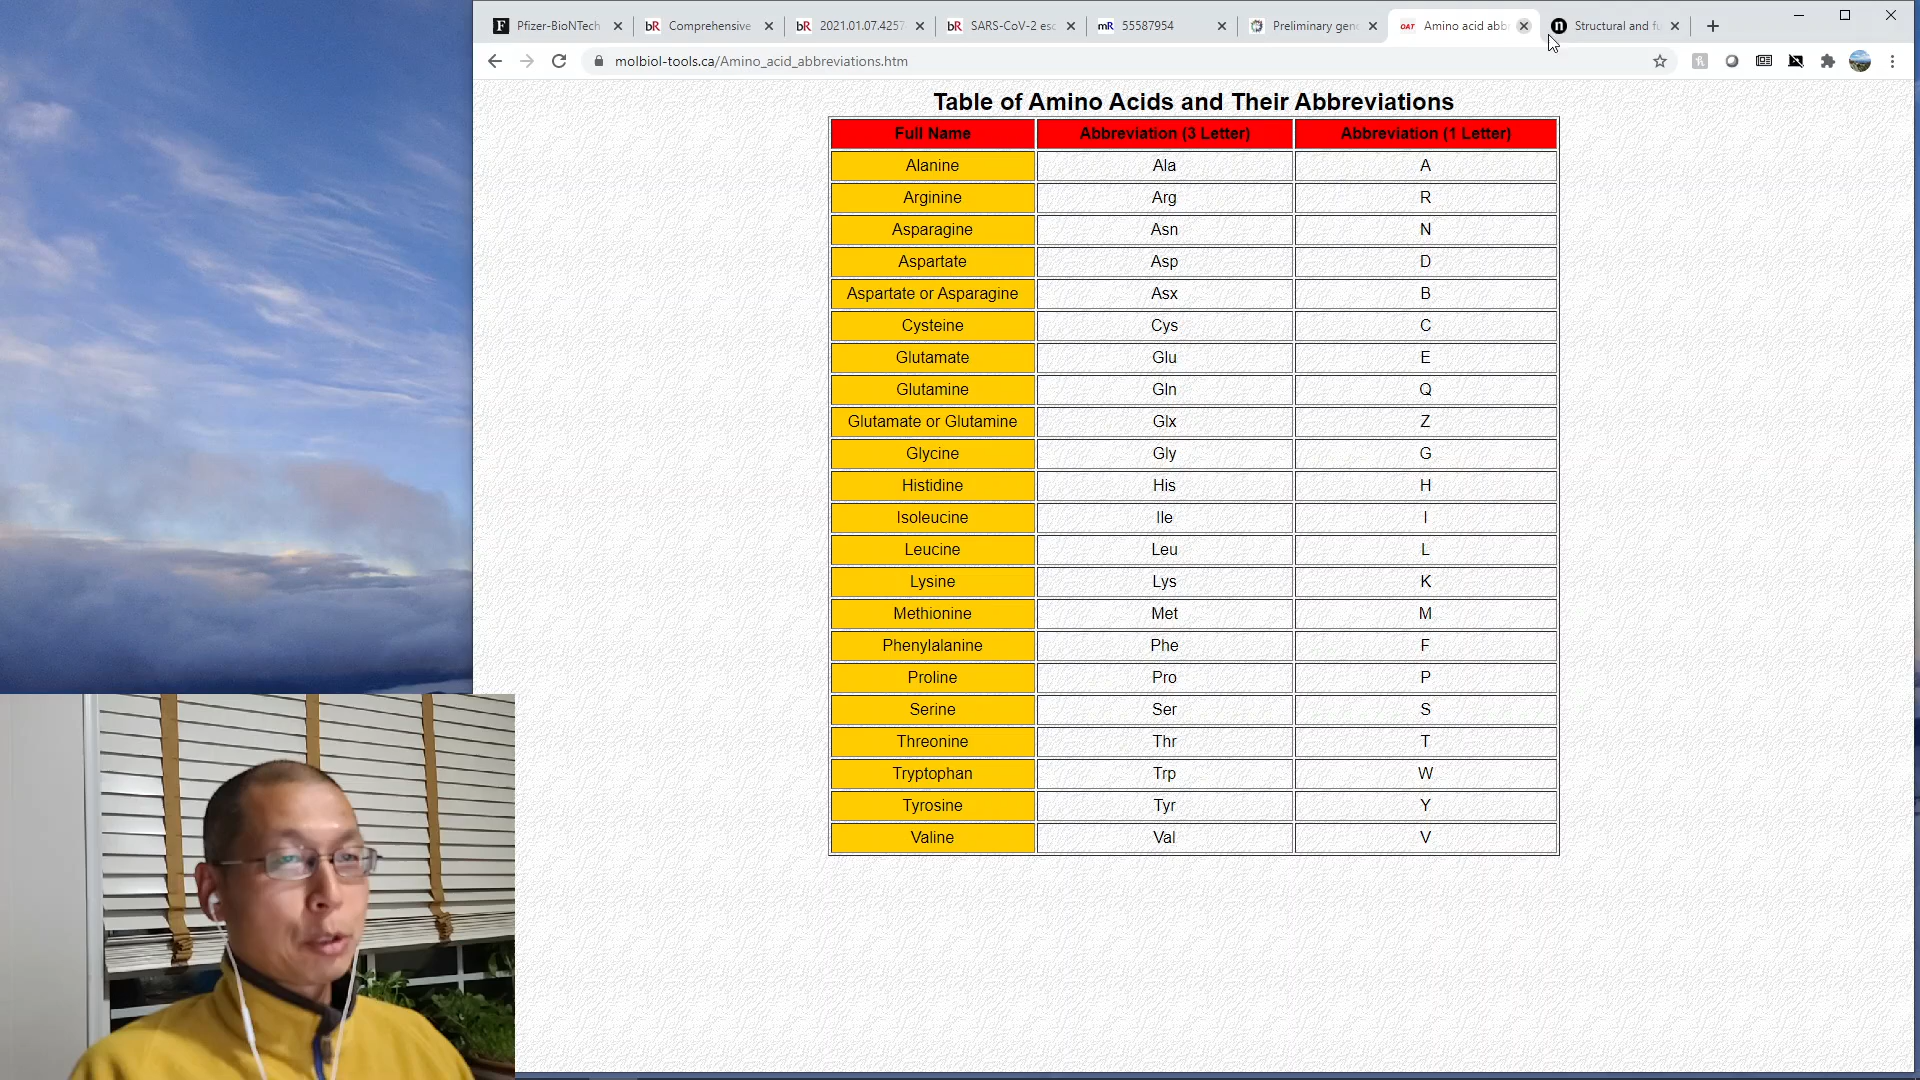 Pfizer-BioNTech
Comprehensive
2021.01.07.4257
SARS-CoV-2 esc
55587954
Preliminary geno
Amino acid abb
Structural and fu
molbiol-tools.ca/Amino_acid_abbreviations.htm
Table of Amino Acids and Their Abbreviations
Full Name Abbreviation (3 Letter) Abbreviation (1 Letter)
Alanine Ala A
Arginine Arg R
Asparagine Asn N
Aspartate Asp D
Aspartate or Asparagine Asx B
Cysteine Cys C
Glutamate Glu E
Glutamine Gln Q
Glutamate or Glutamine Glx Z
Glycine Gly G
Histidine His H
Isoleucine Ile I
Leucine Leu L
Lysine Lys K
Methionine Met M
Phenylalanine Phe F
Proline Pro P
Serine Ser S
Threonine Thr T
Tryptophan Trp W
Tyrosine Tyr Y
Valine Val V